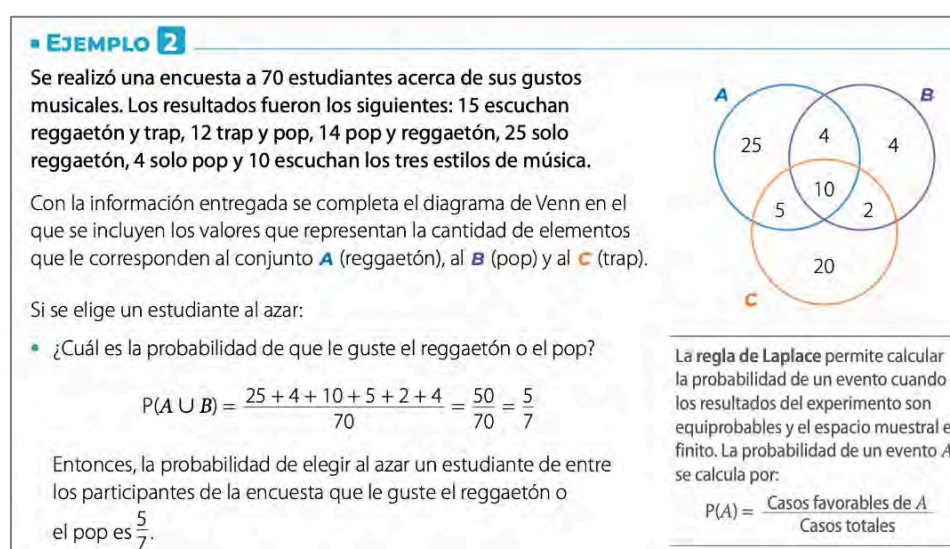 EJEMPLO 2
Se realizó una encuesta a 70 estudiantes acerca de sus gustos
musicales. Los resultados fueron los siguientes: 15 escuchan
reggaetón y trap, 12 trap y pop, 14 pop y reggaetón, 25 solo
reggaetón, 4 solo pop y 10 escuchan los tres estilos de música.
Con la información entregada se completa el diagrama de Venn en el
que se incluyen los valores que representan la cantidad de elementos
que le corresponden al conjunto A (reggaetón), al B (pop) y al C (trap).
Si se elige un estudiante al azar:
• ¿Cuál es la probabilidad de que le guste el reggaetón o el pop?
P(A ∪ B) = (25 + 4 + 10 + 5 + 2 + 4)/70 = 50/70 = 5/7
Entonces, la probabilidad de elegir al azar un estudiante de entre
los participantes de la encuesta que le guste el reggaetón o
el pop es 5/7.
A B
25 4 4
10
5 2
20
C
La regla de Laplace permite calcular
la probabilidad de un evento cuando
los resultados del experimento son
equiprobables y el espacio muestral e
finito. La probabilidad de un evento A
se calcula por:
P(A) = Casos favorables de A / Casos totales